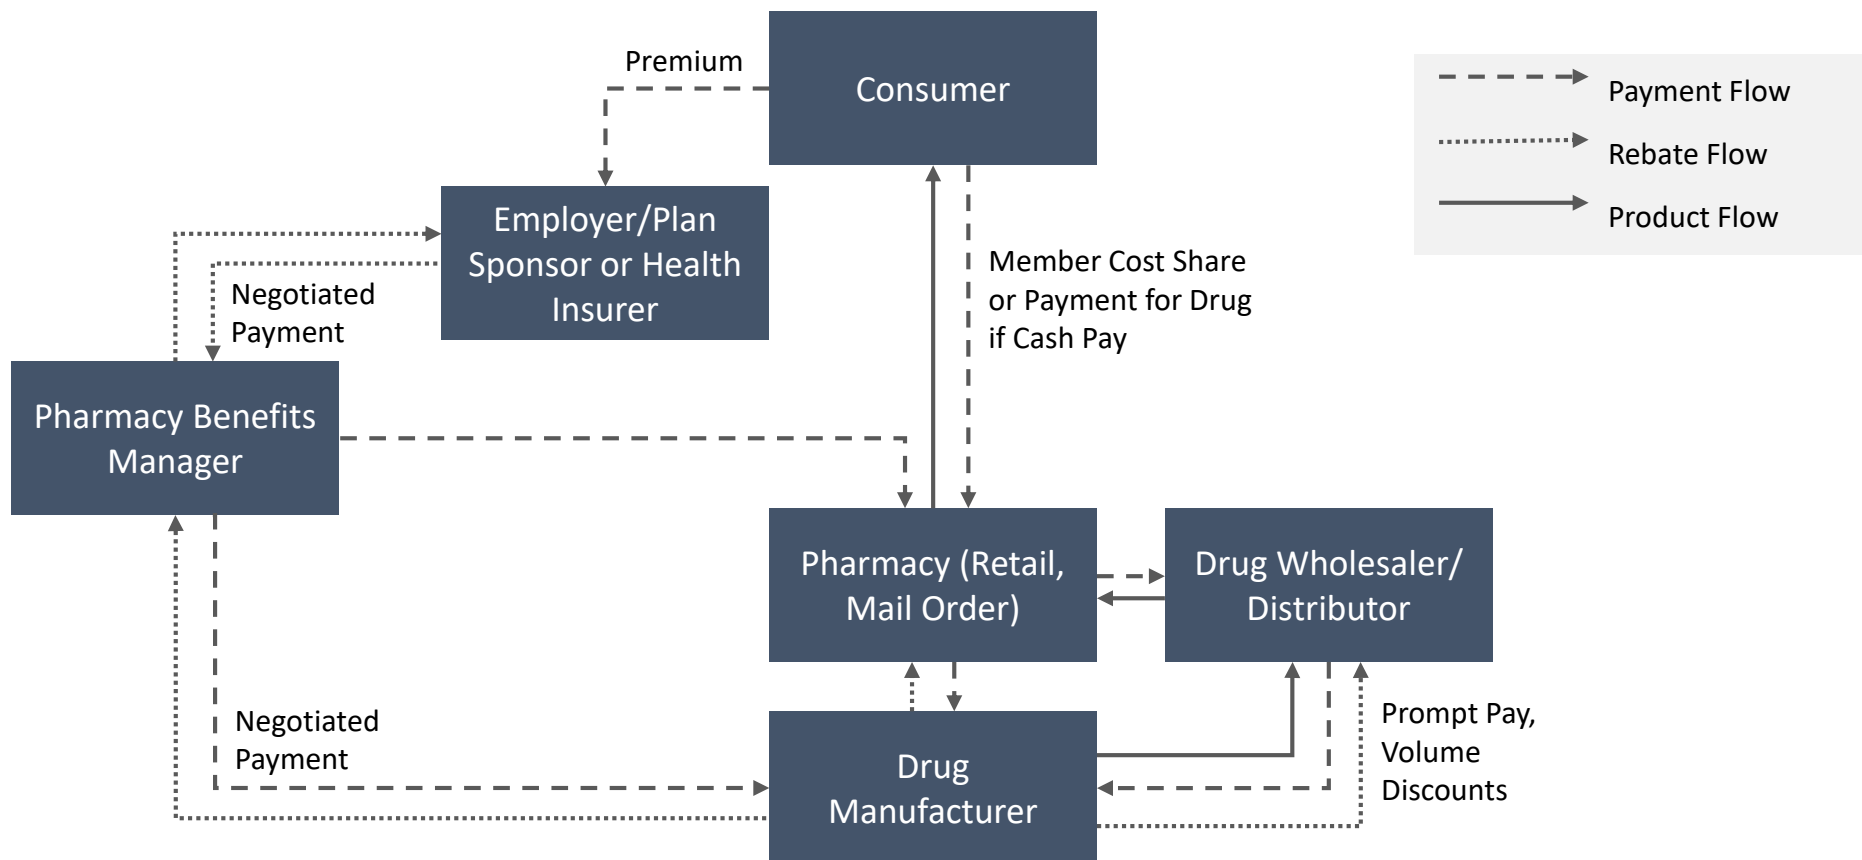 Premium
Consumer
Payment Flow
Rebate Flow
Product Flow
Employer/Plan
Sponsor or Health
Insurer
Negotiated
Payment
Member Cost Share
or Payment for Drug
if Cash Pay
Pharmacy Benefits
Manager
Pharmacy (Retail,
Mail Order)
Drug Wholesaler/
Distributor
Negotiated
Payment
Drug
Manufacturer
Prompt Pay,
Volume
Discounts